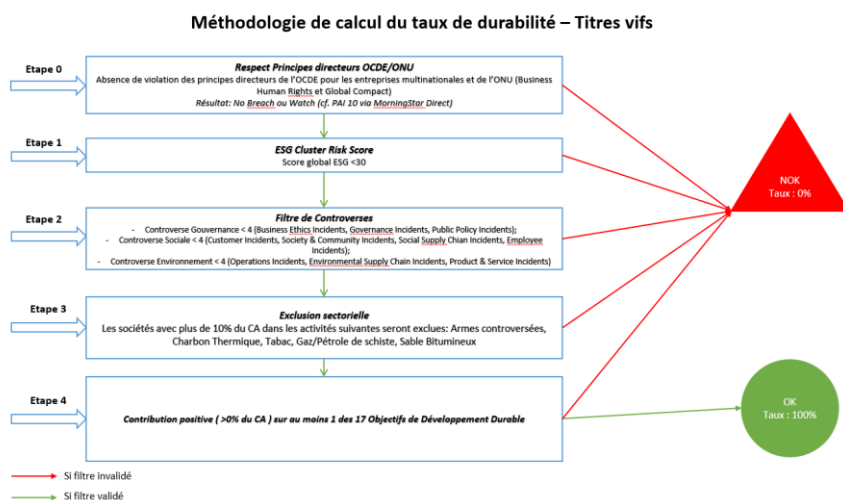 Méthodologie de calcul du taux de durabilité – Titres vifs
Etape 0
Respect Principes directeurs OCDE/ONU
Absence de violation des principes directeurs de l'OCDE pour les entreprises multinationales et de l'ONU (Business
Human Rights et Global Compact)
Résultat: No Breach ou Watch (cf. PAI 10 via MorningStar Direct)
Etape 1
ESG Cluster Risk Score
Score global ESG <30
NOK
Taux : 0%
Etape 2
Filtre de Controverses
- Controverse Gouvernance < 4 (Business Ethics Incidents, Governance Incidents, Public Policy Incidents);
- Controverse Sociale < 4 (Customer Incidents, Society & Community Incidents, Social Supply Chian Incidents, Employee
Incidents);
- Controverse Environnement < 4 (Operations Incidents, Environmental Supply Chain Incidents, Product & Service Incidents)
Etape 3
Exclusion sectorielle
Les sociétés avec plus de 10% du CA dans les activités suivantes seront exclues: Armes controversées,
Charbon Thermique, Tabac, Gaz/Pétrole de schiste, Sable Bitumineux
Etape 4
Contribution positive ( >0% du CA ) sur au moins 1 des 17 Objectifs de Développement Durable
OK
Taux : 100%
Si filtre invalidé
Si filtre validé